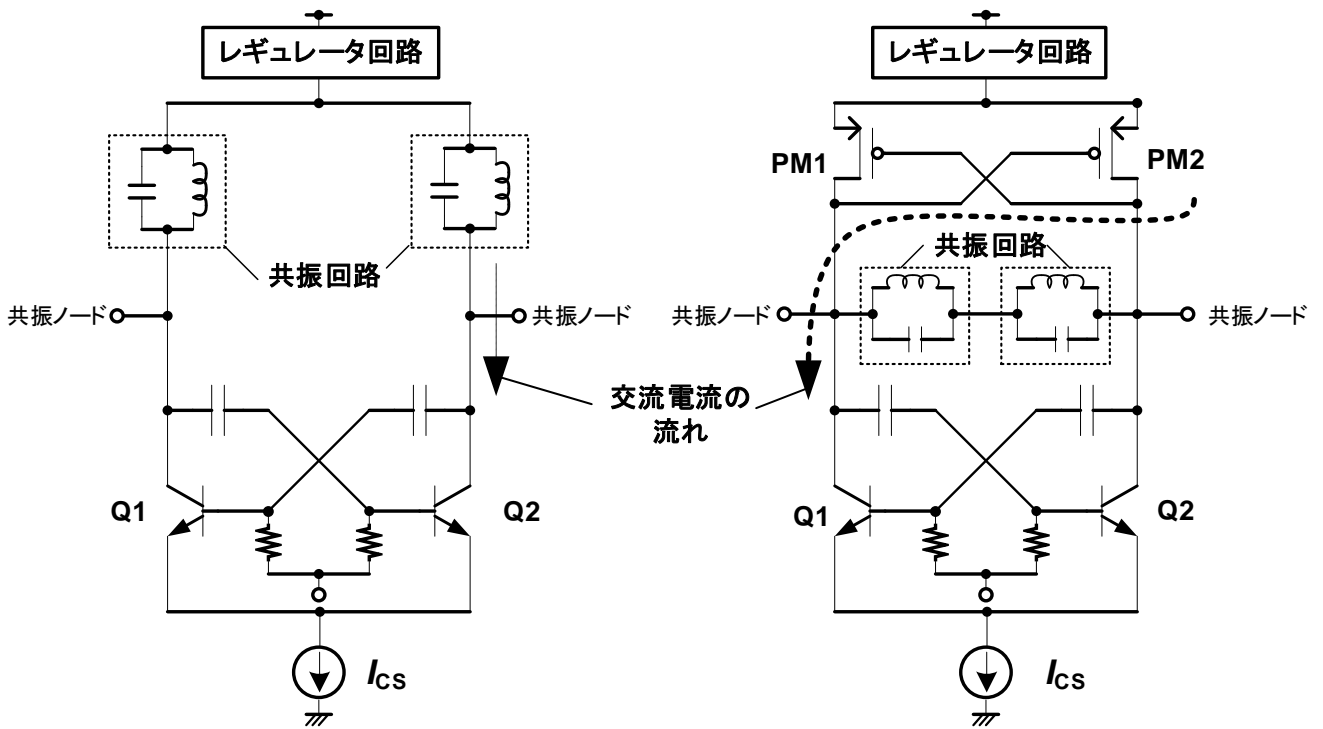 レギュレータ回路
レギュレータ回路
PM1
PM2
共振回路
共振回路
共振ノード
共振ノード
共振ノード
共振ノード
交流電流の
流れ
Q1
Q2
Q1
Q2
ICS
ICS